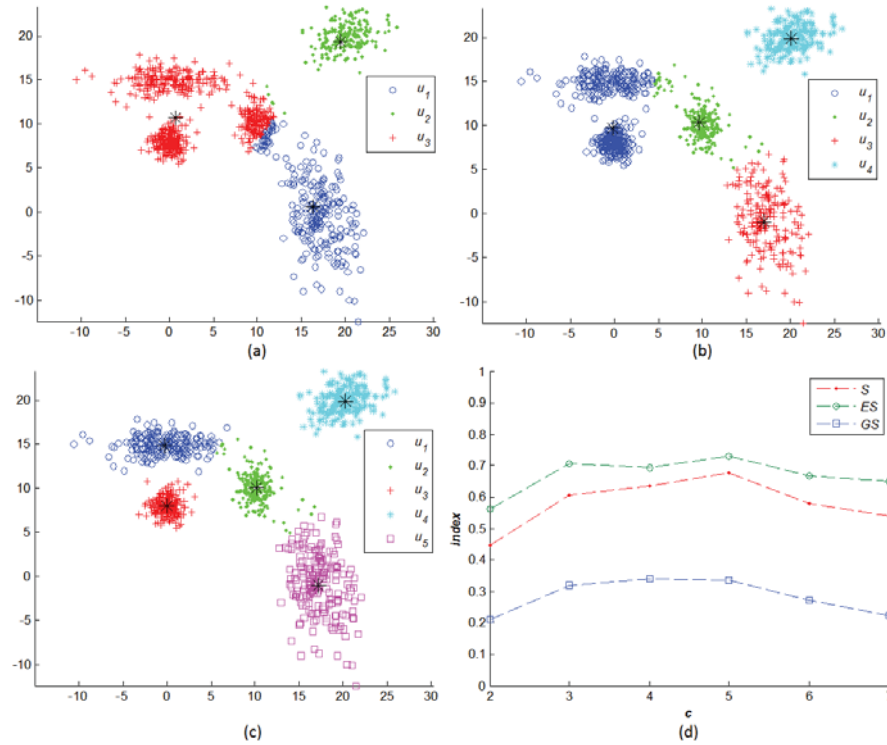 20
15
10
5
0
-5
-10
-10 -5 0 5 10 15 20 25 30
u1
u2
u3
(a)
20
15
10
5
0
-5
-10
-10 -5 0 5 10 15 20 25 30
u1
u2
u3
u4
(b)
20
15
10
5
0
-5
-10
-10 -5 0 5 10 15 20 25 30
u1
u2
u3
u4
u5
(c)
index
1
0.9
0.8
0.7
0.6
0.5
0.4
0.3
0.2
0.1
0
2 3 4 5 6
c
S
ES
GS
(d)